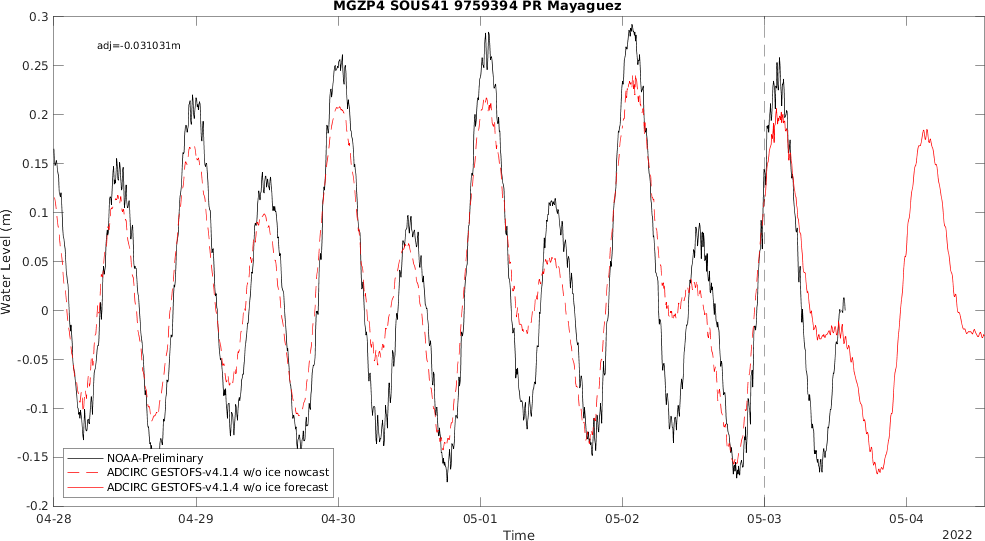 MGZP4 SOUS41 9759394 PR Mayaguez
adj=-0.031031m
Water Level (m)
0.3
0.25
0.2
0.15
0.1
0.05
0
-0.05
-0.1
-0.15
-0.2
NOAA-Preliminary
ADCIRC GESTOFS-v4.1.4 w/o ice nowcast
ADCIRC GESTOFS-v4.1.4 w/o ice forecast
04-28 04-29 04-30 05-01 05-02 05-03 05-04
Time
2022